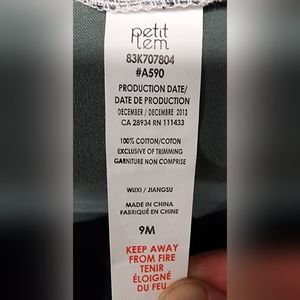 petit
lem
83K707804
#A590
PRODUCTION DATE/
DATE DE PRODUCTION
DECEMBER / DECEMBRE 2013
CA 28934 RN 111433
100% COTTON/COTON
EXCLUSIVE OF TRIMMING
GARNITURE NON COMPRISE
WUXI / JIANGSU
MADE IN CHINA
FABRIQUÉ EN CHINE
9M
KEEP AWAY
FROM FIRE
TENIR
ÉLOIGNÉ
DU FEU